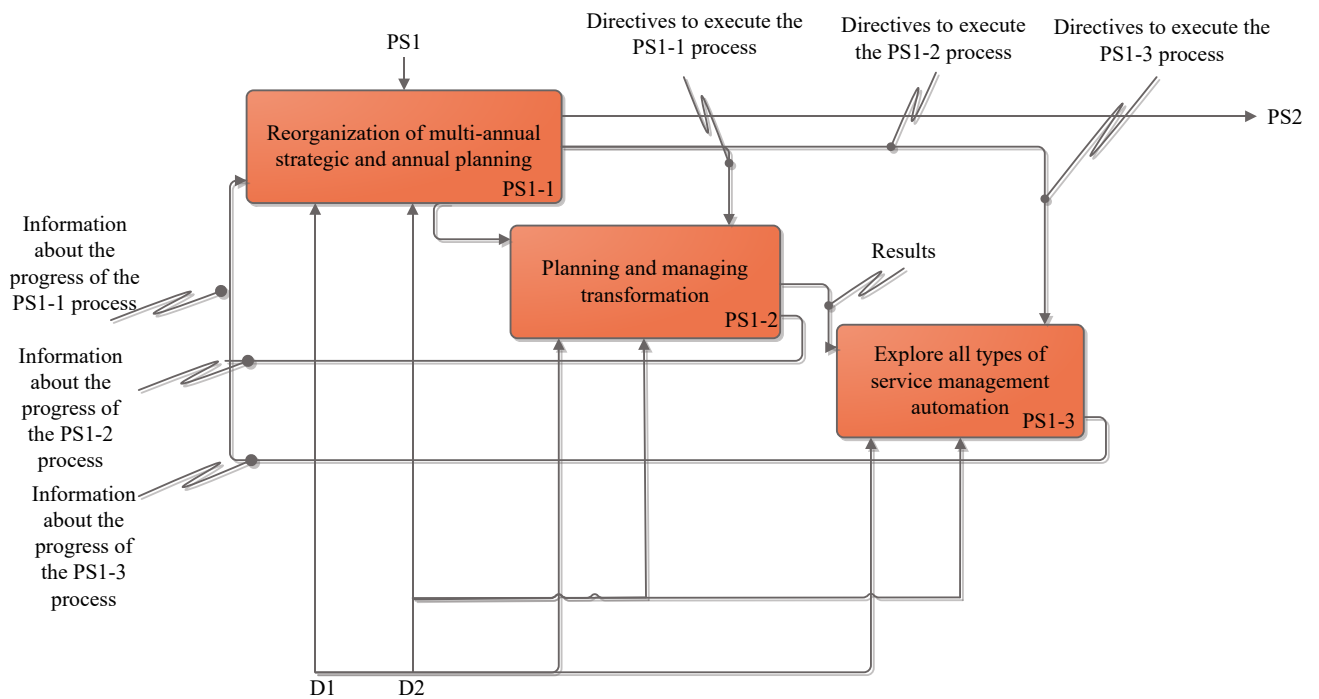 PS1
Directives to execute the
PS1-1 process
Directives to execute
the PS1-2 process
Directives to execute the
PS1-3 process
PS2
Reorganization of multi-annual
strategic and annual planning
PS1-1
Information
about the
progress of the
PS1-1 process
Planning and managing
transformation
PS1-2
Results
Explore all types of
service management
automation
PS1-3
Information
about the
progress of
the PS1-2
process
Information
about the
progress of
the PS1-3
process
D1
D2